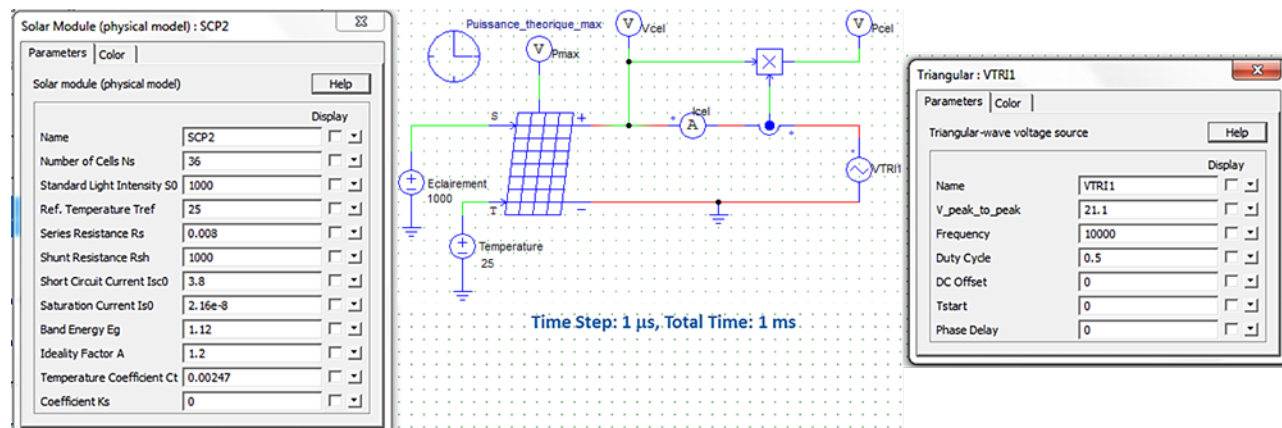 Solar Module (physical model) : SCP2
Parameters Color
Solar module (physical model) Help
Display
Name SCP2
Number of Cells Ns 36
Standard Light Intensity S0 1000
Ref. Temperature Tref 25
Series Resistance Rs 0.008
Shunt Resistance Rsh 1000
Short Circuit Current Isc0 3.8
Saturation Current Is0 2.16e-8
Band Energy Eg 1.12
Ideality Factor A 1.2
Temperature Coefficient Ct 0.00247
Coefficient Ks 0
Puissance_theorique_max
V Pmax
V Vcel
V Pcel
S
+
Icel
A
VTRI1
Eclairement
1000
T
-
Temperature
25
Time Step: 1 µs, Total Time: 1 ms
Triangular : VTRI1
Parameters Color
Triangular-wave voltage source Help
Display
Name VTRI1
V_peak_to_peak 21.1
Frequency 10000
Duty Cycle 0.5
DC Offset 0
Tstart 0
Phase Delay 0